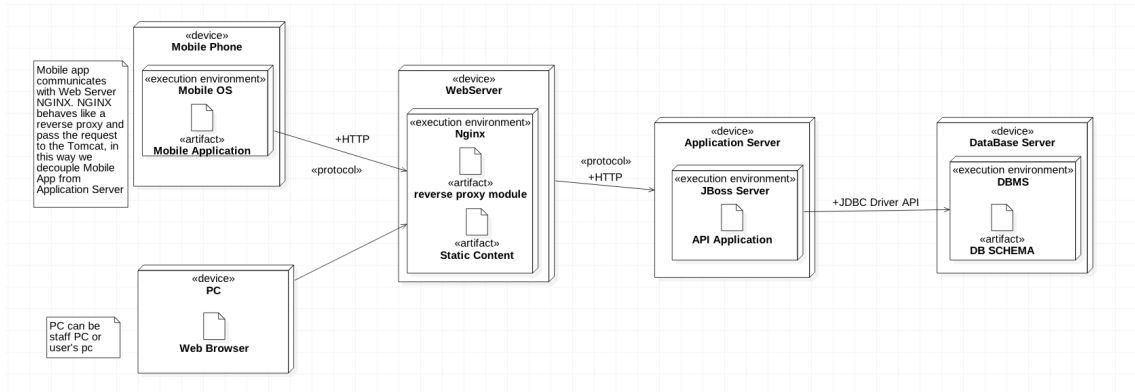 Mobile app
communicates
with Web Server
NGINX. NGINX
behaves like a
reverse proxy and
pass the request
to the Tomcat, in
this way we
decouple Mobile
App from
Application Server
«device»
Mobile Phone
«execution environment»
Mobile OS
«artifact»
Mobile Application
+HTTP
«protocol»
PC can be
staff PC or
user's pc
«device»
PC
Web Browser
«device»
WebServer
«execution environment»
Nginx
«artifact»
reverse proxy module
«artifact»
Static Content
«protocol»
+HTTP
«device»
Application Server
«execution environment»
JBoss Server
API Application
+JDBC Driver API
«device»
DataBase Server
«execution environment»
DBMS
«artifact»
DB SCHEMA